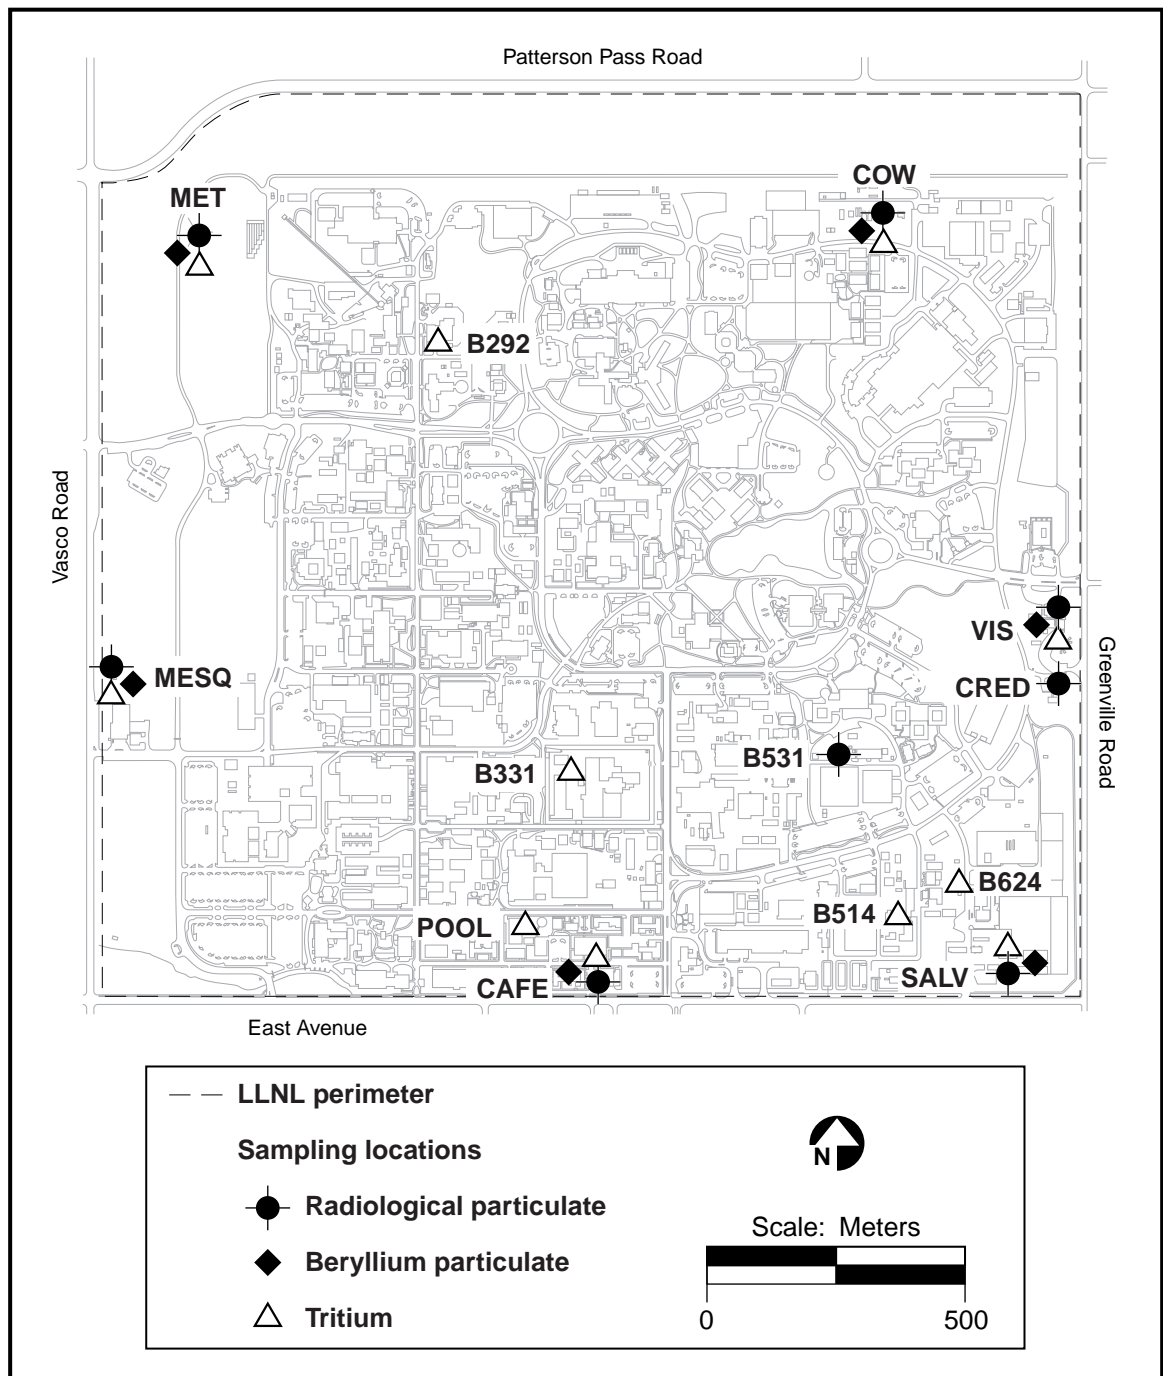 Patterson Pass Road
COW
MET
B292
Vasco Road
VIS
Greenville Road
MESQ
CRED
B531
B331
B624
B514
POOL
SALV
CAFE
East Avenue
LLNL perimeter
Sampling locations
N
Radiological particulate
Scale: Meters
Beryllium particulate
Tritium
0 500